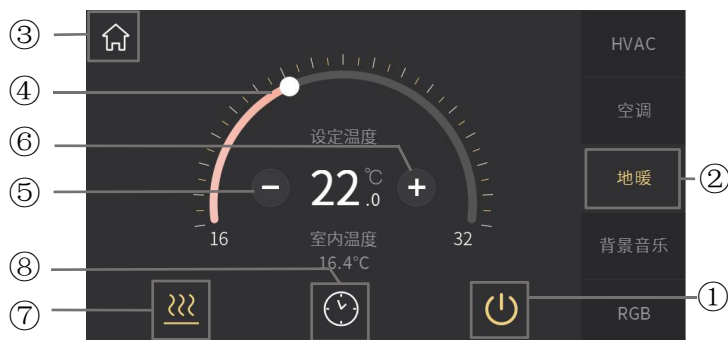 ③
HVAC
④
空调
设定温度
⑥
地暖
②
⑤
− 22.0 ℃ +
16
室内温度
32
背景音乐
⑧
16.4℃
①
⑦
RGB